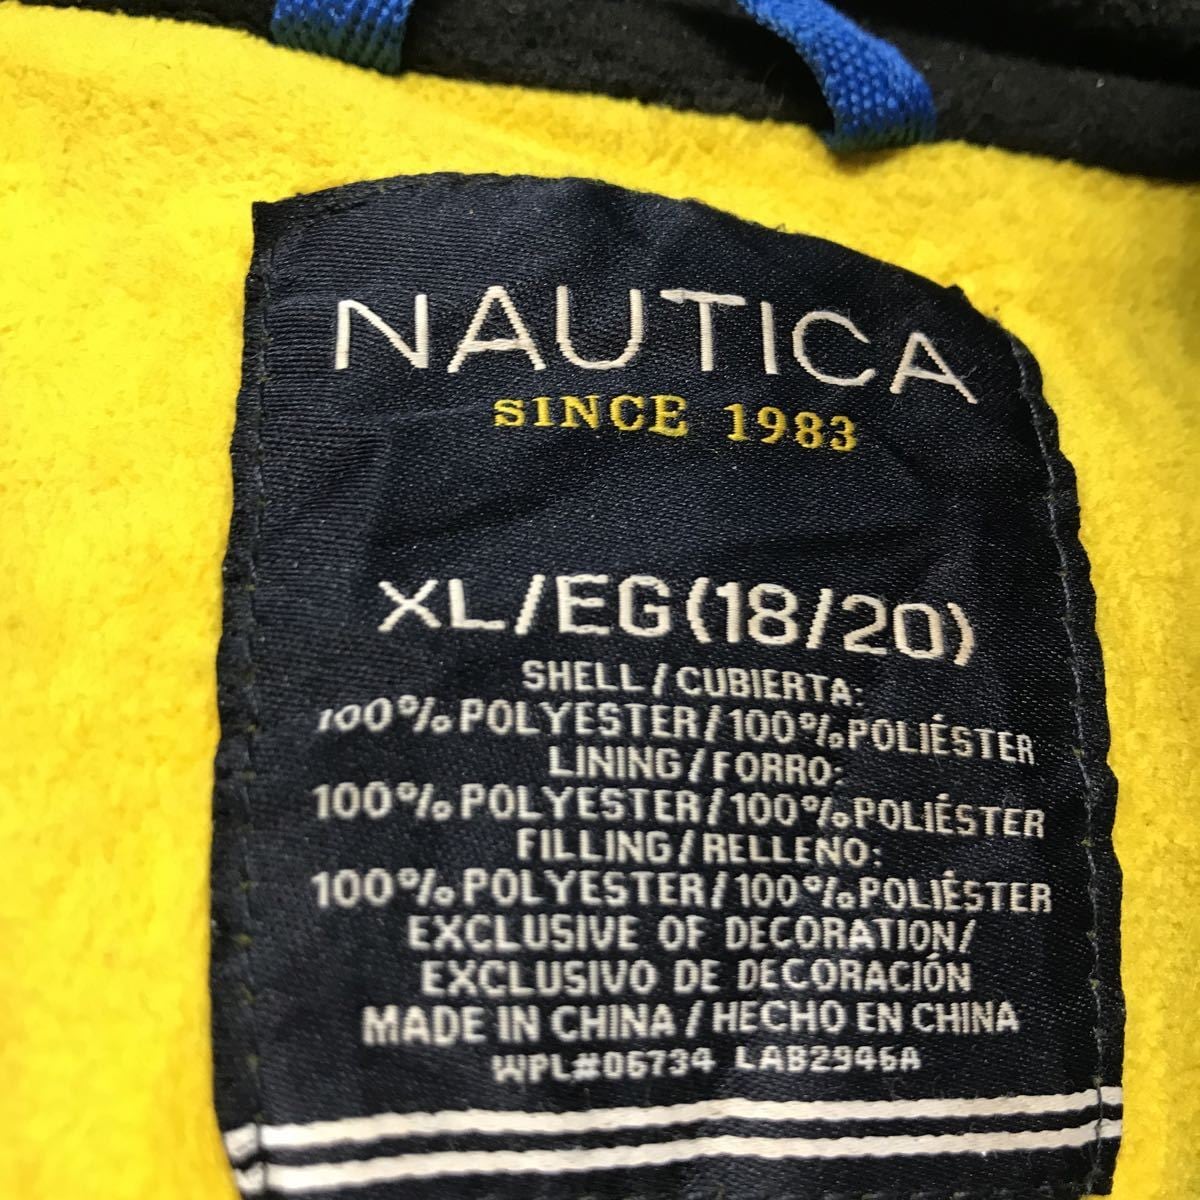 NAUTICA
SINCE 1983
XL/EG(18/20)
SHELL/CUBIERTA:
100%POLYESTER/100%POLIÉSTER
LINING/FORRO:
100%POLYESTER/100%POLIÉSTER
FILLING/RELLENO:
100%POLYESTER/100%POLIÉSTER
EXCLUSIVE OF DECORATION/
EXCLUSIVO DE DECORACIÓN
MADE IN CHINA/HECHO EN CHINA
WPL#06734 LAB2946A